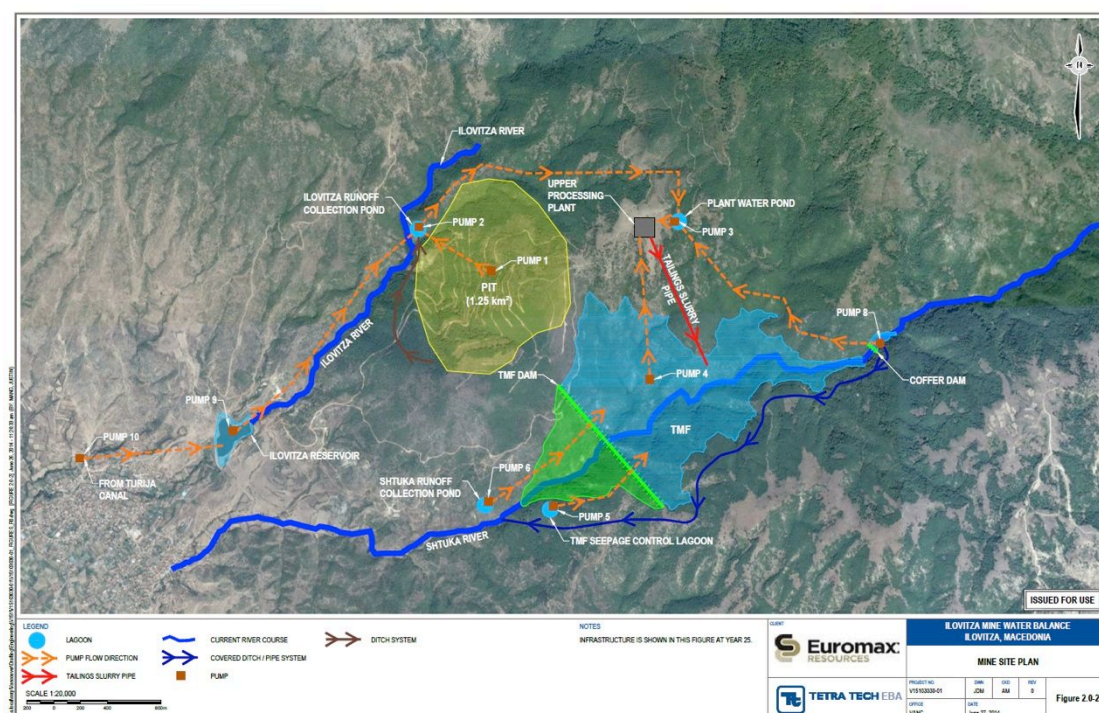 ILOVITZA RIVER
ILOVITZA RUNOFF
COLLECTION POND
PUMP 2
UPPER
PROCESSING
PLANT
PLANT WATER POND
PUMP 3
PUMP 1
PIT
(1.25 km²)
TAILINGS SLURRY
PIPE
ILOVITZA RIVER
PUMP 8
COFFER DAM
TMF DAM
PUMP 4
PUMP 9
TMF
PUMP 10
ILOVITZA RESERVOIR
FROM TURIJA
CANAL
SHTUKA RUNOFF
COLLECTION POND
PUMP 6
PUMP 5
TMF SEEPAGE CONTROL LAGOON
SHTUKA RIVER
ISSUED FOR USE
LEGEND
LAGOON
CURRENT RIVER COURSE
DITCH SYSTEM
PUMP FLOW DIRECTION
COVERED DITCH / PIPE SYSTEM
TAILINGS SLURRY PIPE
PUMP
SCALE 1:20,000
200 0 200 400 600m
NOTES
INFRASTRUCTURE IS SHOWN IN THIS FIGURE AT YEAR 25.
CLIENT
Euromax
RESOURCES
TETRA TECH EBA
ILOVITZA MINE WATER BALANCE
ILOVITZA, MACEDONIA
MINE SITE PLAN
PROJECT NO.
DWN
CKD
REV
JDM
AM
0
Figure 2.0-2
OFFICE
DATE